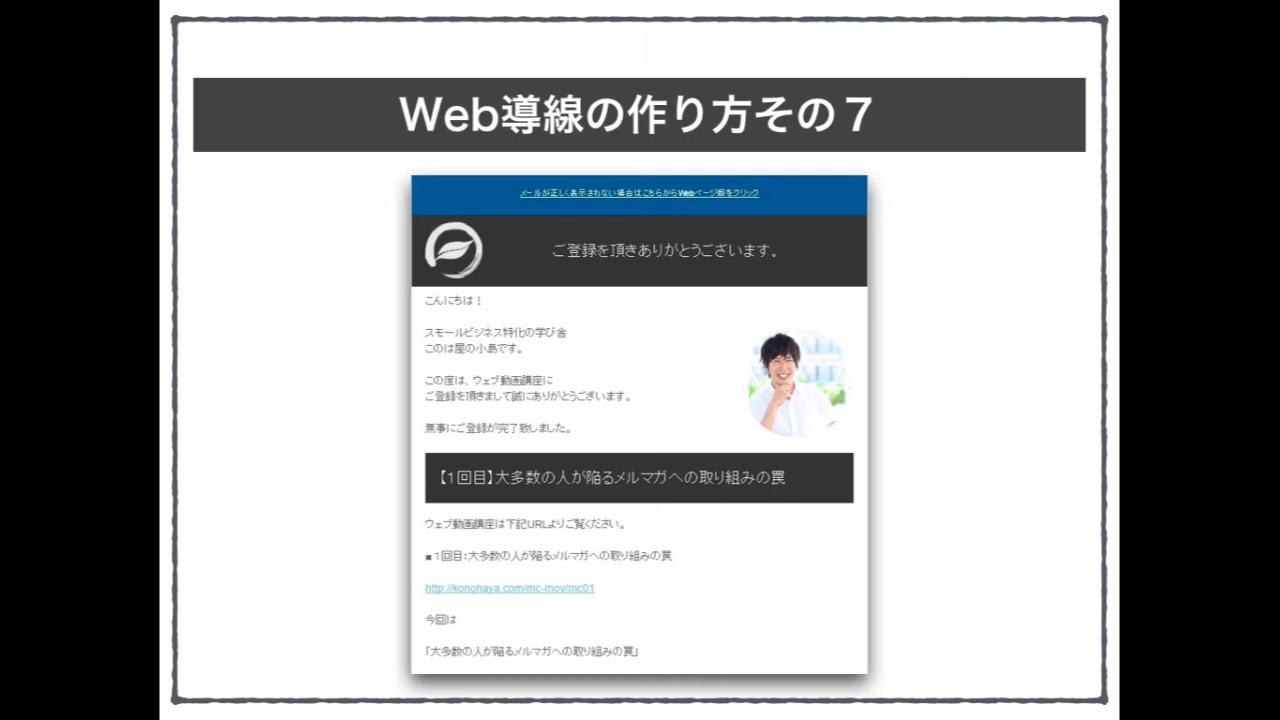 Web導線の作り方その７
メールが正しく表示されない場合はこちらからWebページ版をクリック
ご登録を頂きありがとうございます。
こんにちは！
スモールビジネス特化の学び舎
このは屋の小島です。
この度は、ウェブ動画講座に
ご登録を頂きまして誠にありがとうございます。
無事にご登録が完了致しました。
【1回目】大多数の人が陥るメルマガへの取り組みの罠
ウェブ動画講座は下記URLよりご覧ください。
■ 1回目：大多数の人が陥るメルマガへの取り組みの罠
http://konohaya.com/mc-mov/mc01
今回は
「大多数の人が陥るメルマガへの取り組みの罠」